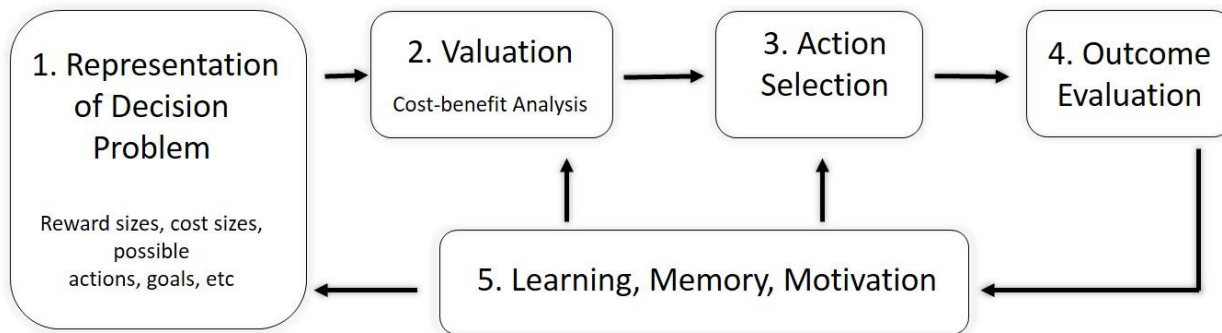 1. Representation
of Decision
Problem
Reward sizes, cost sizes,
possible
actions, goals, etc
2. Valuation
Cost-benefit Analysis
3. Action
Selection
4. Outcome
Evaluation
5. Learning, Memory, Motivation